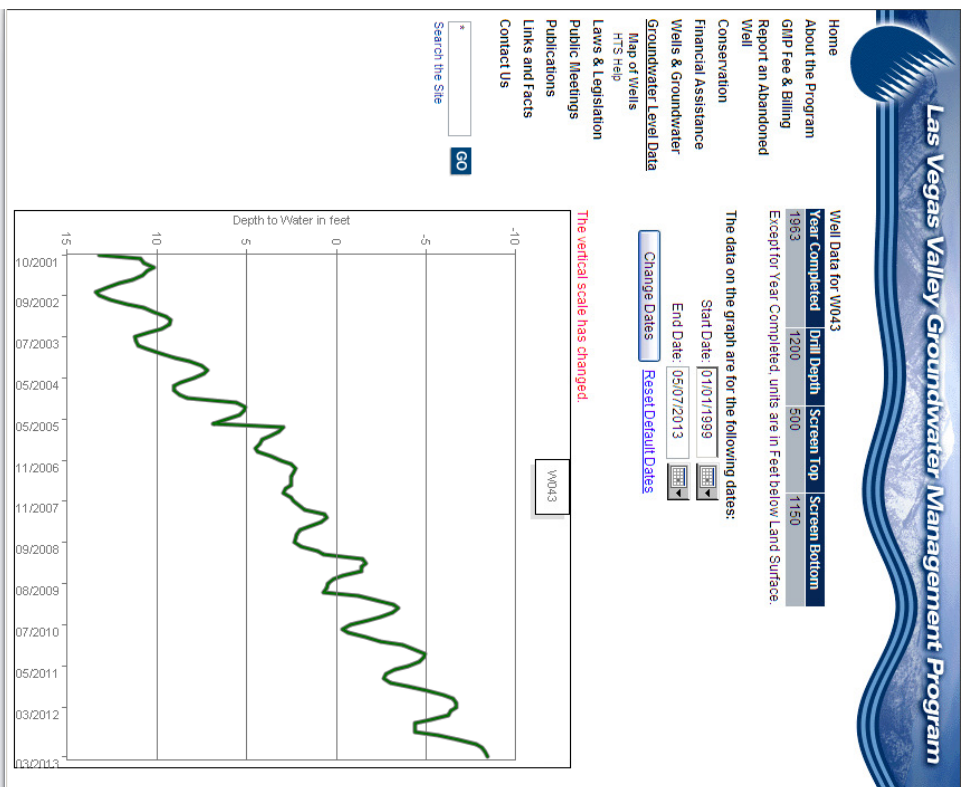 Las Vegas Valley Groundwater Management Program
Home
About the Program
GMP Fee & Billing
Report an Abandoned
Well
Conservation
Financial Assistance
Wells & Groundwater
Groundwater Level Data
Map of Wells
HTS Help
Laws & Legislation
Public Meetings
Publications
Links and Facts
Contact Us
*
GO
Search the Site
Well Data for W043
Year Completed Drill Depth Screen Top Screen Bottom
1963 1200 500 1150
Except for Year Completed, units are in Feet below Land Surface.
The data on the graph are for the following dates:
Start Date: 01/01/1999
End Date: 05/07/2013
Change Dates Reset Default Dates
The vertical scale has changed.
W043
Depth to Water in feet
-10
-5
0
5
10
15
10/2001 09/2002 07/2003 05/2004 05/2005 11/2006 11/2007 09/2008 08/2009 07/2010 05/2011 03/2012 03/2013